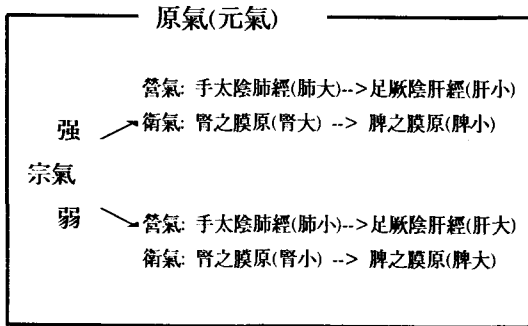 原氣(元氣)
營氣: 手太陰肺經(肺大)-->足厥陰肝經(肝小)
强
衛氣: 腎之膜原(腎大) --> 脾之膜原(脾小)
宗氣
弱
營氣: 手太陰肺經(肺小)-->足厥陰肝經(肝大)
衛氣: 腎之膜原(腎小) --> 脾之膜原(脾大)